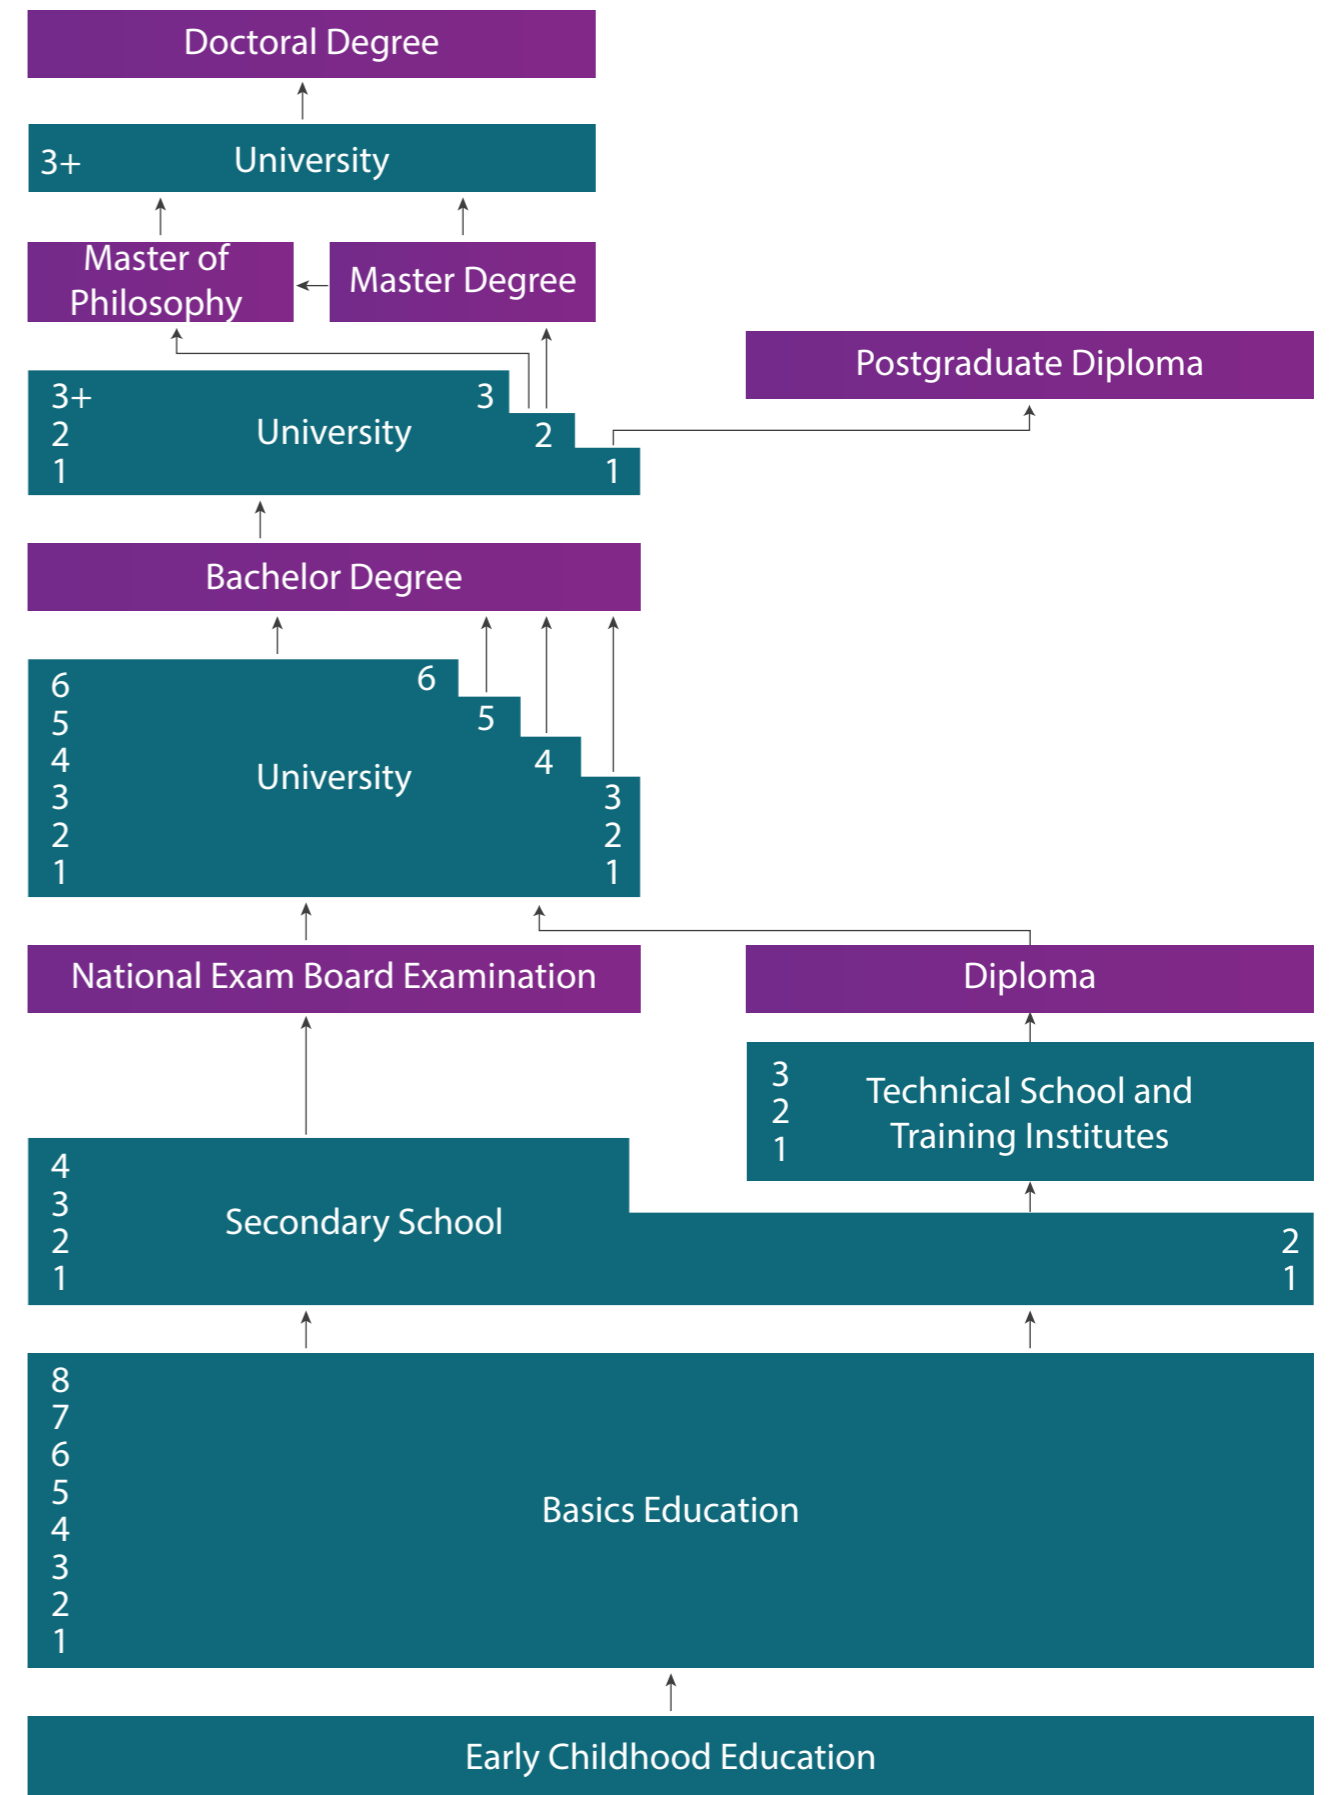 Doctoral Degree
3+ University
Master of
Philosophy
Master Degree
Postgraduate Diploma
3+ 3
2 University 2
1 1
Bachelor Degree
6 6
5 5
4 University 4
3 3
2 2
1 1
National Exam Board Examination
Diploma
3
2
1
Technical School and
Training Institutes
4
3 Secondary School
2 2
1 1
8
7
6
5
4
3
2
1
Basics Education
Early Childhood Education